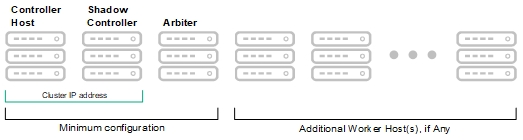 Controller
Host
Shadow
Controller
Arbiter
Cluster IP address
Minimum configuration
Additional Worker Host(s), if Any